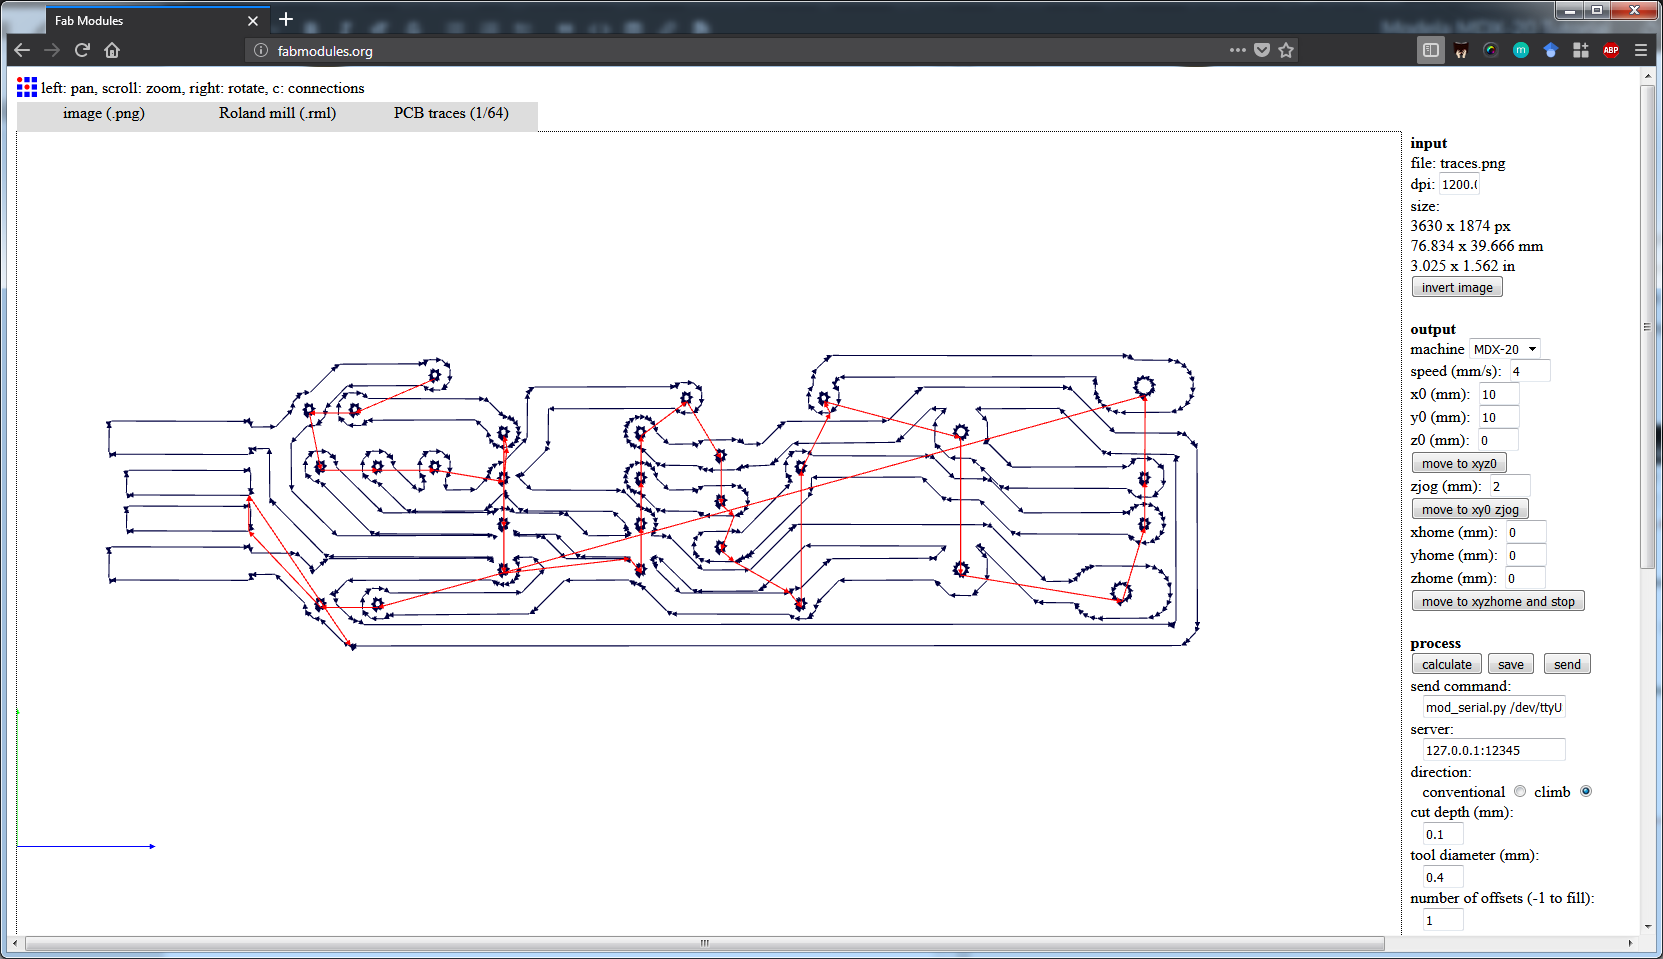 Fab Modules
fabmodules.org
ABP
left: pan, scroll: zoom, right: rotate, c: connections
image (.png) Roland mill (.rml) PCB traces (1/64)
input
file: traces.png
dpi: 1200.
size:
3630 x 1874 px
76.834 x 39.666 mm
3.025 x 1.562 in
invert image
output
machine MDX-20
speed (mm/s): 4
x0 (mm): 10
y0 (mm): 10
z0 (mm): 0
move to xyz0
zjog (mm): 2
move to xy0 zjog
xhome (mm): 0
yhome (mm): 0
zhome (mm): 0
move to xyzhome and stop
process
calculate save send
send command:
mod_serial.py /dev/ttyU
server:
127.0.0.1:12345
direction:
conventional climb
cut depth (mm):
0.1
tool diameter (mm):
0.4
number of offsets (-1 to fill):
1